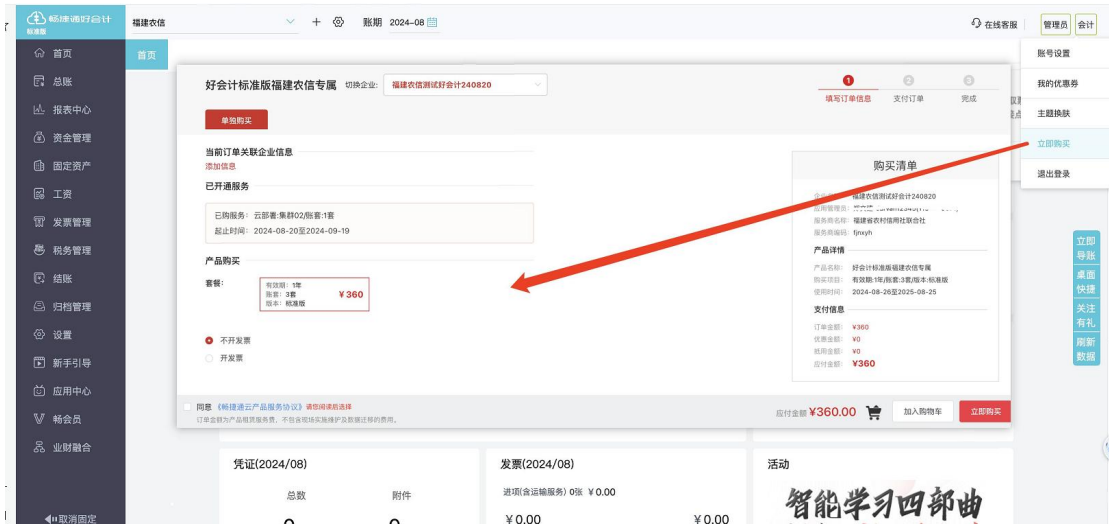 畅捷通好会计
标准版
福建农信
账期 2024-08
在线客服
管理员
会计
首页
总账
报表中心
资金管理
固定资产
工资
发票管理
税务管理
结账
归档管理
设置
新手引导
应用中心
畅会员
业财融合
取消固定
首页
账号设置
我的优惠券
主题换肤
立即购买
退出登录
好会计标准版福建农信专属 切换企业: 福建农信测试好会计240820
1 2 3
填写订单信息 支付订单 完成
单独购买
当前订单关联企业信息
添加信息
已开通服务
已购服务: 云部署:集群02/账套:1套
起止时间: 2024-08-20至2024-09-19
产品购买
套餐:
有效期: 1年
账套: 3套
版本: 标准版
¥360
不开发票
开发票
购买清单
福建农信测试好会计240820
应用管理员:
服务商名称: 福建省农村信用社联合社
服务商编码: fjnxyh
产品详情
产品名称: 好会计标准版福建农信专属
购买项目: 有效期:1年/账套:3套/版本:标准版
使用时间: 2024-08-26至2025-08-25
支付信息
订单金额: ¥360
优惠金额: ¥0
抵用金额: ¥0
应付金额: ¥360
同意《畅捷通云产品服务协议》请您阅读后选择
订单金额为产品租赁服务费，不包含现场实施维护及数据迁移的费用。
应付金额 ¥360.00
加入购物车
立即购买
立即
导账
桌面
快捷
关注
有礼
刷新
数据
凭证(2024/08)
总数 附件
发票(2024/08)
进项(含运输服务) 0张 ¥0.00
¥0.00 ¥0.00
活动
智能学习四部曲